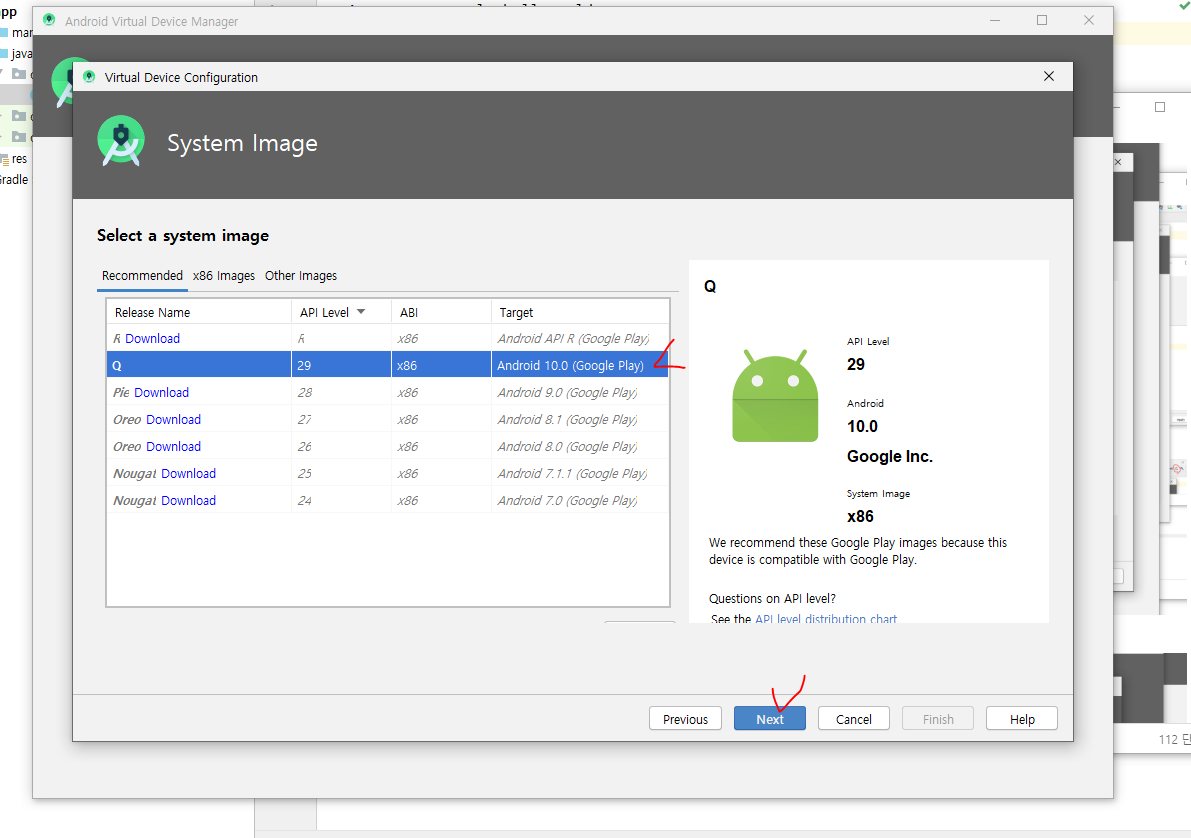 Android Virtual Device Manager
java
res
Virtual Device Configuration
System Image
Select a system image
Recommended x86 Images Other Images
Release Name API Level ABI Target
R Download R x86 Android API R (Google Play)
Q 29 x86 Android 10.0 (Google Play)
Pie Download 28 x86 Android 9.0 (Google Play)
Oreo Download 27 x86 Android 8.1 (Google Play)
Oreo Download 26 x86 Android 8.0 (Google Play)
Nougat Download 25 x86 Android 7.1.1 (Google Play)
Nougat Download 24 x86 Android 7.0 (Google Play)
Q
API Level
29
Android
10.0
Google Inc.
System Image
x86
We recommend these Google Play images because this
device is compatible with Google Play.
Questions on API level?
See the API level distribution chart
Previous Next Cancel Finish Help
112